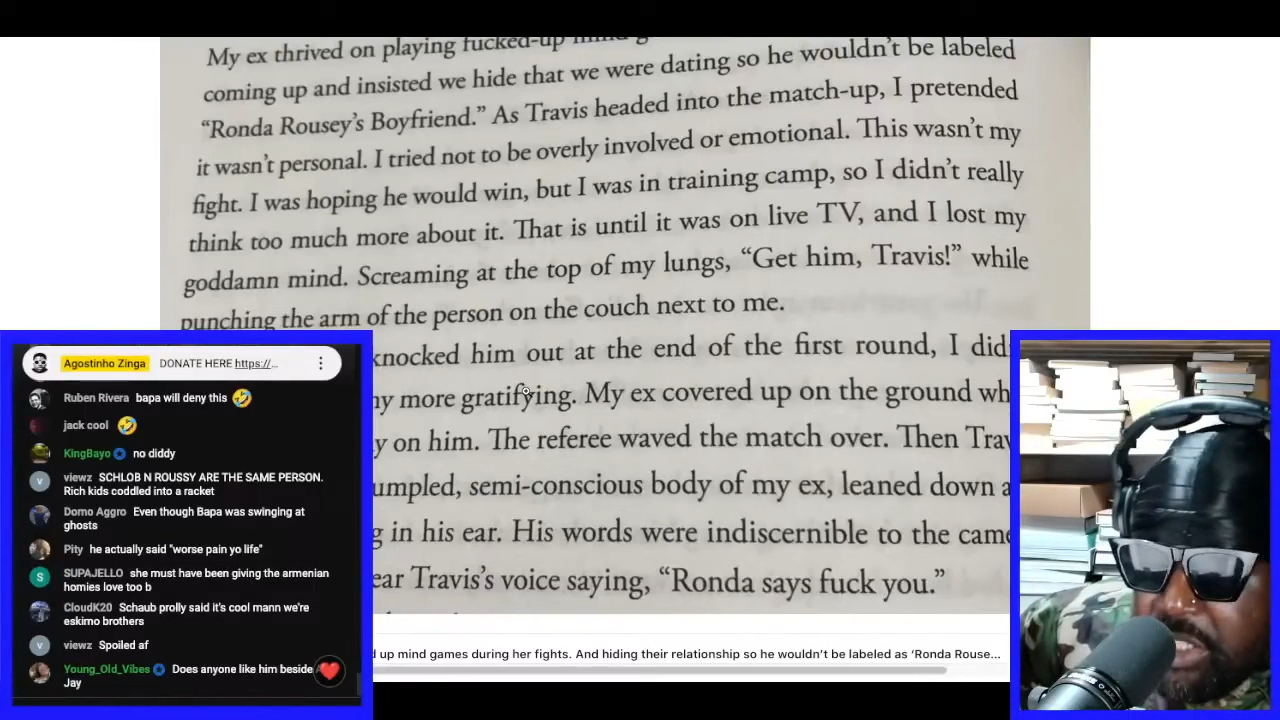 My ex thrived on playing fucked-up mind g
coming up and insisted we hide that we were dating so he wouldn't be labeled
“Ronda Rousey's Boyfriend.” As Travis headed into the match-up, I pretended
it wasn't personal. I tried not to be overly involved or emotional. This wasn't my
fight. I was hoping he would win, but I was in training camp, so I didn't really
think too much more about it. That is until it was on live TV, and I lost my
goddamn mind. Screaming at the top of my lungs, “Get him, Travis!” while
punching the arm of the person on the couch next to me.
knocked him out at the end of the first round, I did
ny more gratifying. My ex covered up on the ground wh
y on him. The referee waved the match over. Then Trav
umpled, semi-conscious body of my ex, leaned down a
g in his ear. His words were indiscernible to the came
ear Travis's voice saying, “Ronda says fuck you.”
d up mind games during her fights. And hiding their relationship so he wouldn't be labeled as ‘Ronda Rouse...
Agostinho Zinga DONATE HERE https://...
Ruben Rivera bapa will deny this 🤣
jack cool 🤣
KingBayo no diddy
viewz SCHLOB N ROUSSY ARE THE SAME PERSON.
Rich kids coddled into a racket
Domo Aggro Even though Bapa was swinging at
ghosts
Pity he actually said "worse pain yo life"
SUPAJELLO she must have been giving the armenian
homies love too b
CloudK20 Schaub prolly said it's cool mann we're
eskimo brothers
viewz Spoiled af
Young_Old_Vibes Does anyone like him beside
Jay